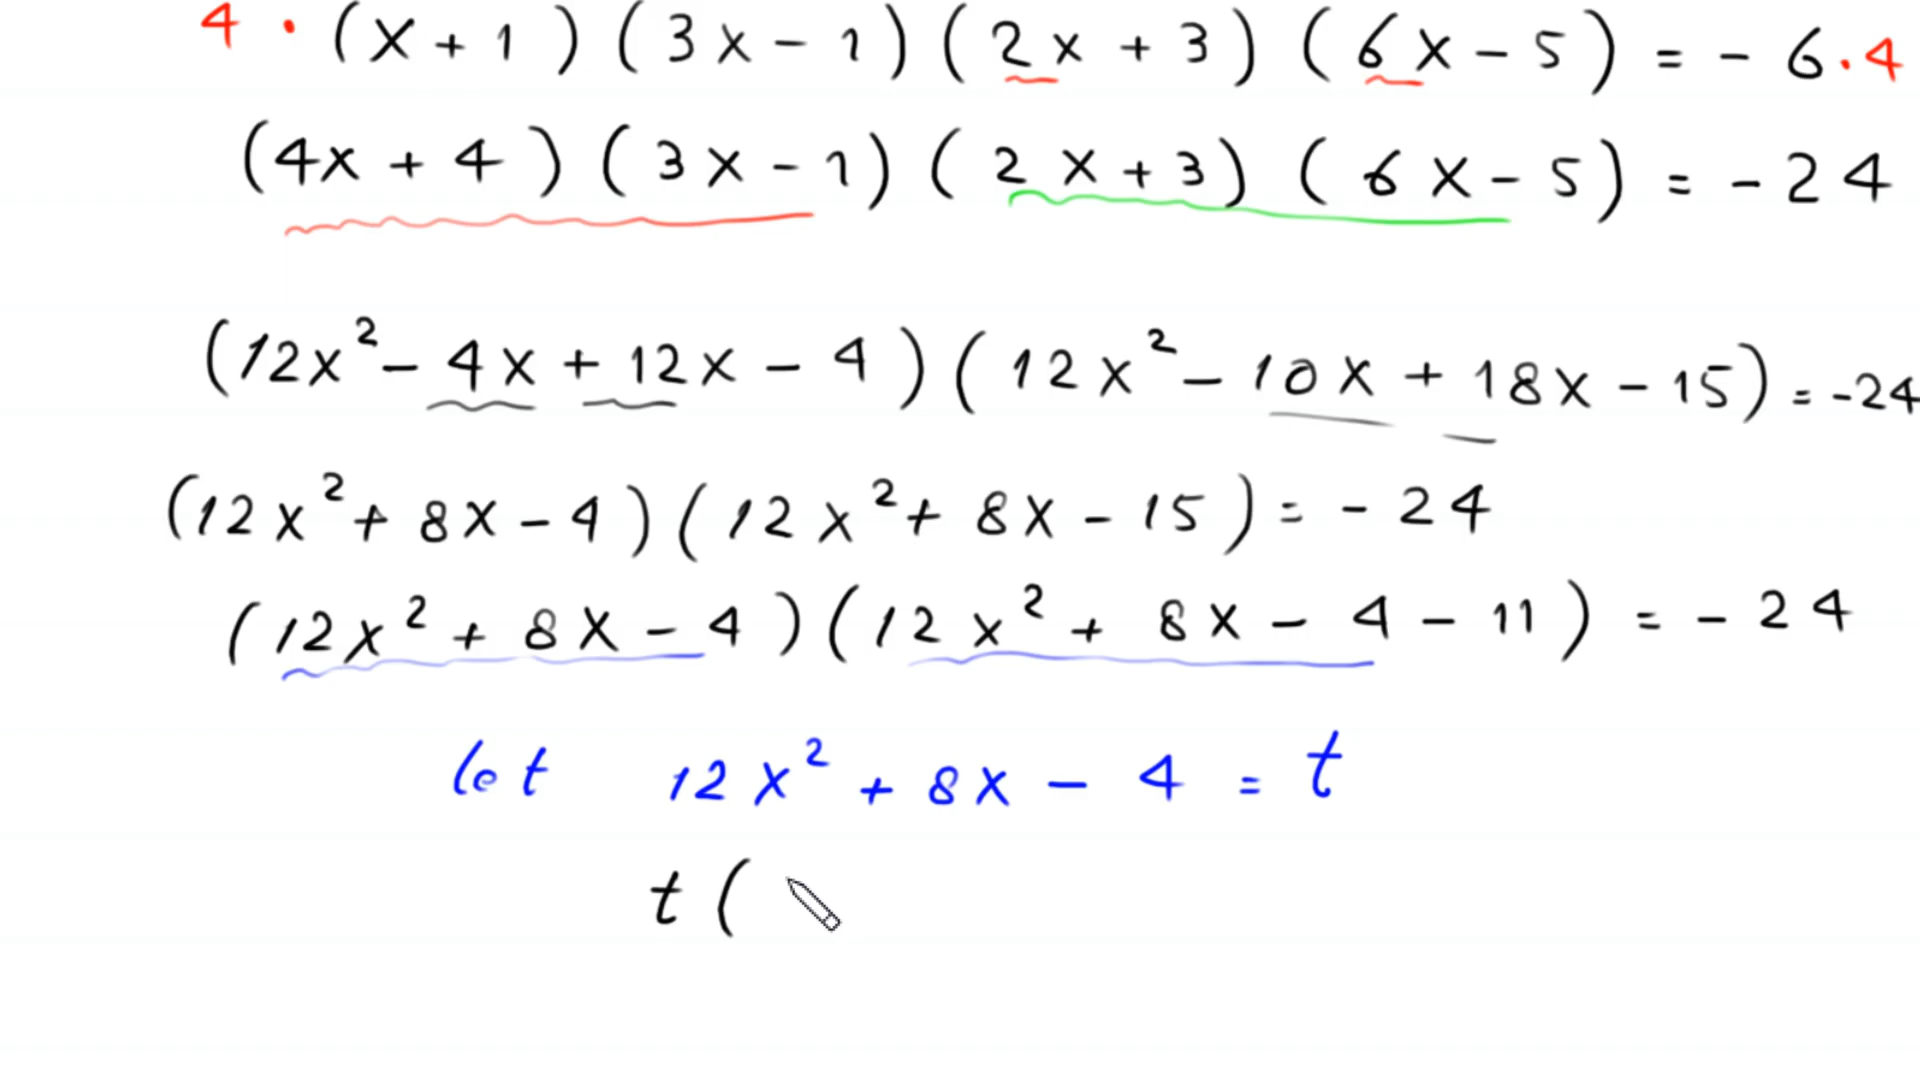 4 · (x + 1) (3x - 1) (2x + 3) (6x - 5) = - 6 · 4
(4x + 4) (3x - 1) (2x + 3) (6x - 5) = - 24
(12x² - 4x + 12x - 4) (12x² - 10x + 18x - 15) = -24
(12x² + 8x - 4) (12x² + 8x - 15) = - 24
(12x² + 8x - 4) (12x² + 8x - 4 - 11) = - 24
let 12x² + 8x - 4 = t
t (